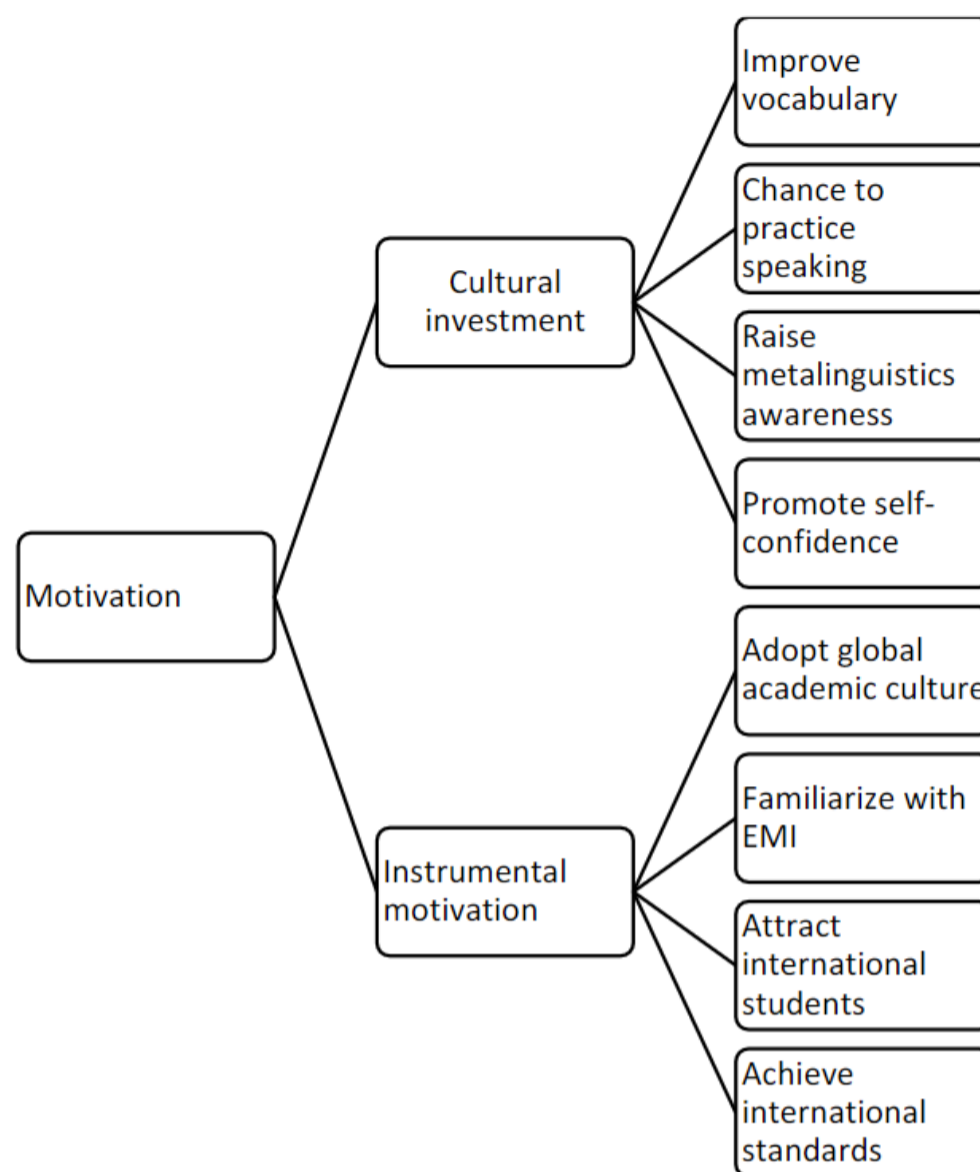 Motivation
Cultural
investment
Improve
vocabulary
Chance to
practice
speaking
Raise
metalinguistics
awareness
Promote self-
confidence
Instrumental
motivation
Adopt global
academic culture
Familiarize with
EMI
Attract
international
students
Achieve
international
standards